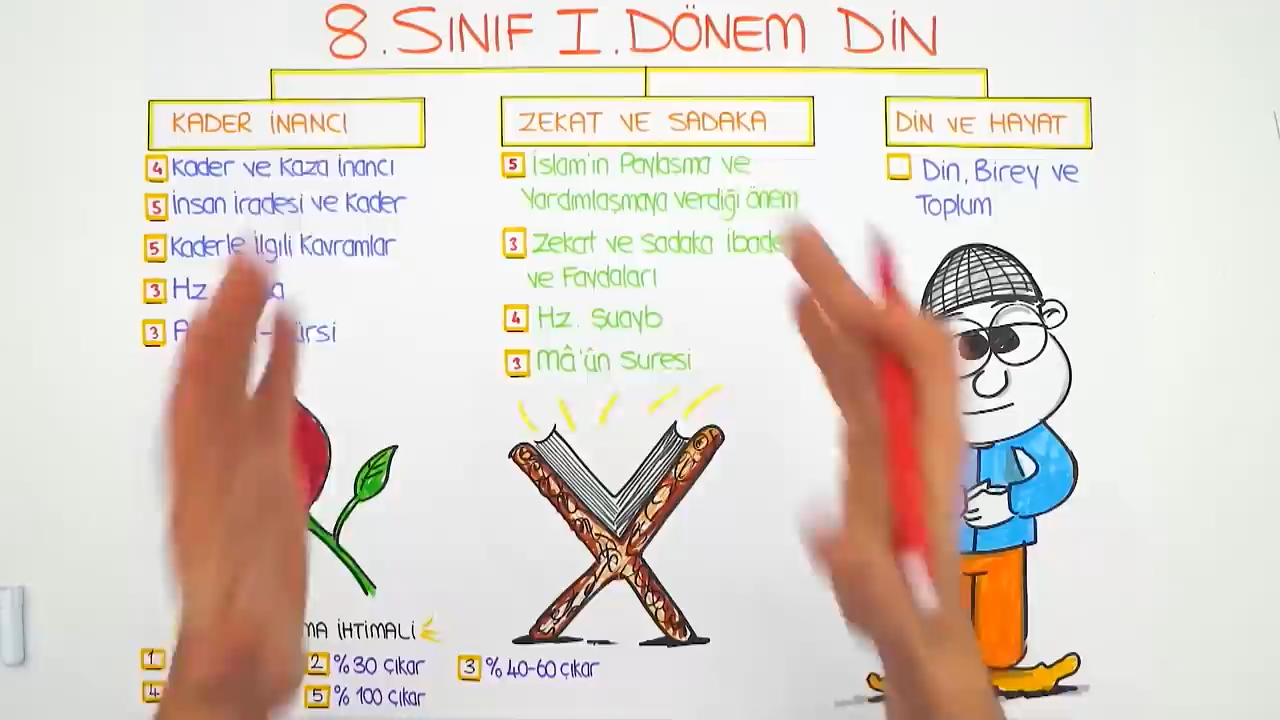 8. SINIF I. DÖNEM DİN
KADER İNANCI
4 Kader ve Kaza İnancı
5 İnsan İradesi ve Kader
5 Kaderle İlgili Kavramlar
3 Hz.
3
ZEKAT VE SADAKA
5 İslam'ın Paylaşma ve
Yardımlaşmaya verdiği önem
3 Zekat ve Sadaka
ve Faydaları
4 Hz. Şuayb
3 Mâ'ûn Suresi
DİN VE HAYAT
Din, Birey ve
Toplum
İHTİMALİ
1
2 %30 Çıkar
3 %40-60 Çıkar
4
5 %100 Çıkar